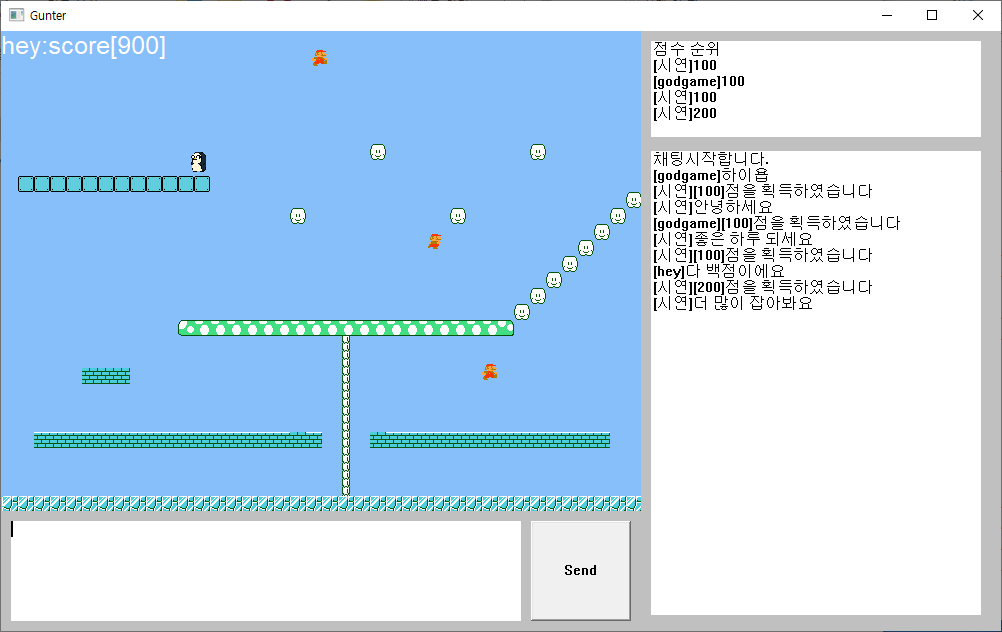 Gunter
hey:score[900]
점수 순위
[시연]100
[godgame]100
[시연]100
[시연]200
채팅시작합니다.
[godgame]하이욥
[시연][100]점을 획득하였습니다
[시연]안녕하세요
[godgame][100]점을 획득하였습니다
[시연]좋은 하루 되세요
[시연][100]점을 획득하였습니다
[hey]다 백점이에요
[시연][200]점을 획득하였습니다
[시연]더 많이 잡아봐요
Send